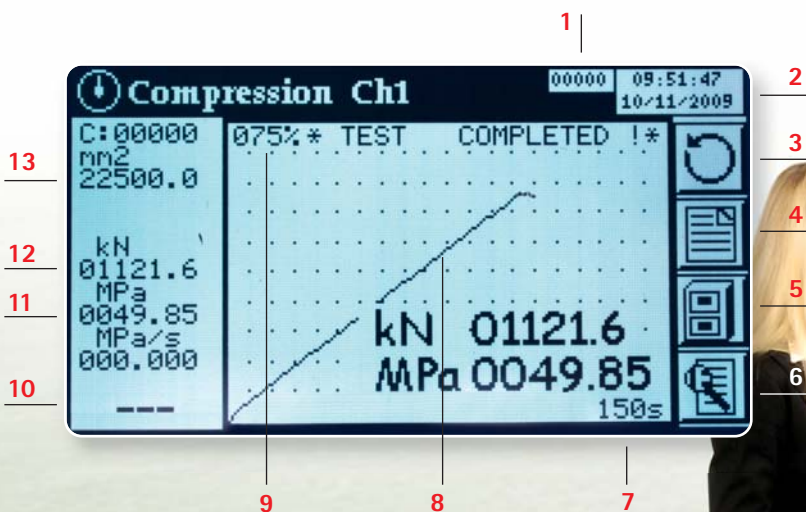 1
Compression Ch1
00000
09:51:47
10/11/2009
2
C:00000
mm2
22500.0
075%* TEST COMPLETED !*
3
13
4
kN
01121.6
12
MPa
0049.85
11
MPa/s
000.000
5
kN 01121.6
MPa 0049.85
150s
10
---
6
9
8
7